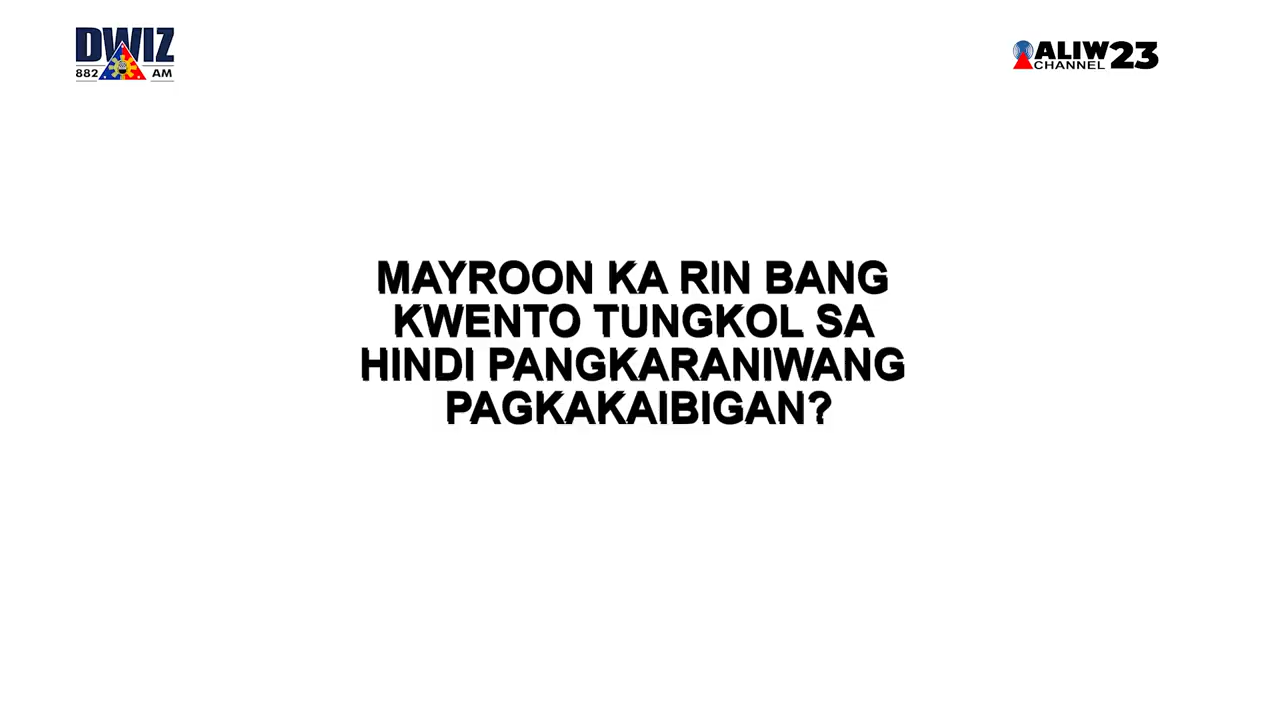 DWIZ
882 AM
ALIW 23
CHANNEL
MAYROON KA RIN BANG
KWENTO TUNGKOL SA
HINDI PANGKARANIWANG
PAGKAKAIBIGAN?